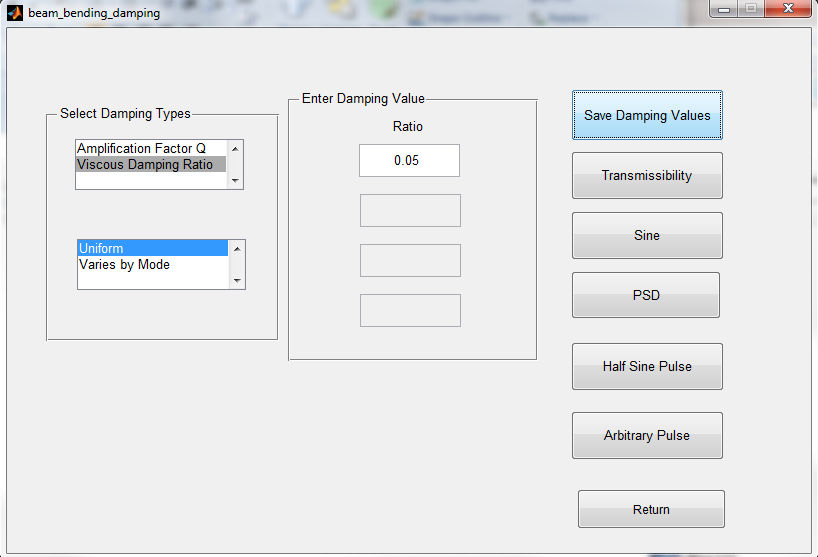 beam_bending_damping
Select Damping Types
Amplification Factor Q
Viscous Damping Ratio
Uniform
Varies by Mode
Enter Damping Value
Ratio
0.05
Save Damping Values
Transmissibility
Sine
PSD
Half Sine Pulse
Arbitrary Pulse
Return